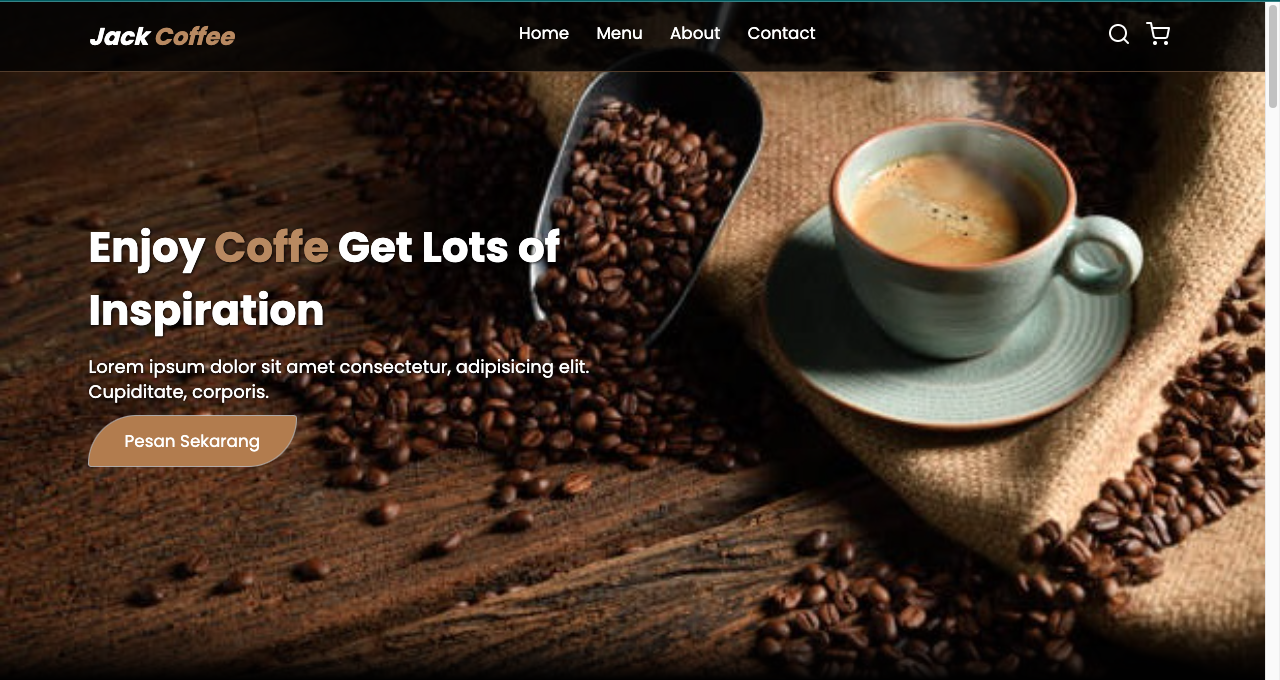 Jack Coffee
Home Menu About Contact
Enjoy Coffe Get Lots of
Inspiration
Lorem ipsum dolor sit amet consectetur, adipisicing elit.
Cupiditate, corporis.
Pesan Sekarang